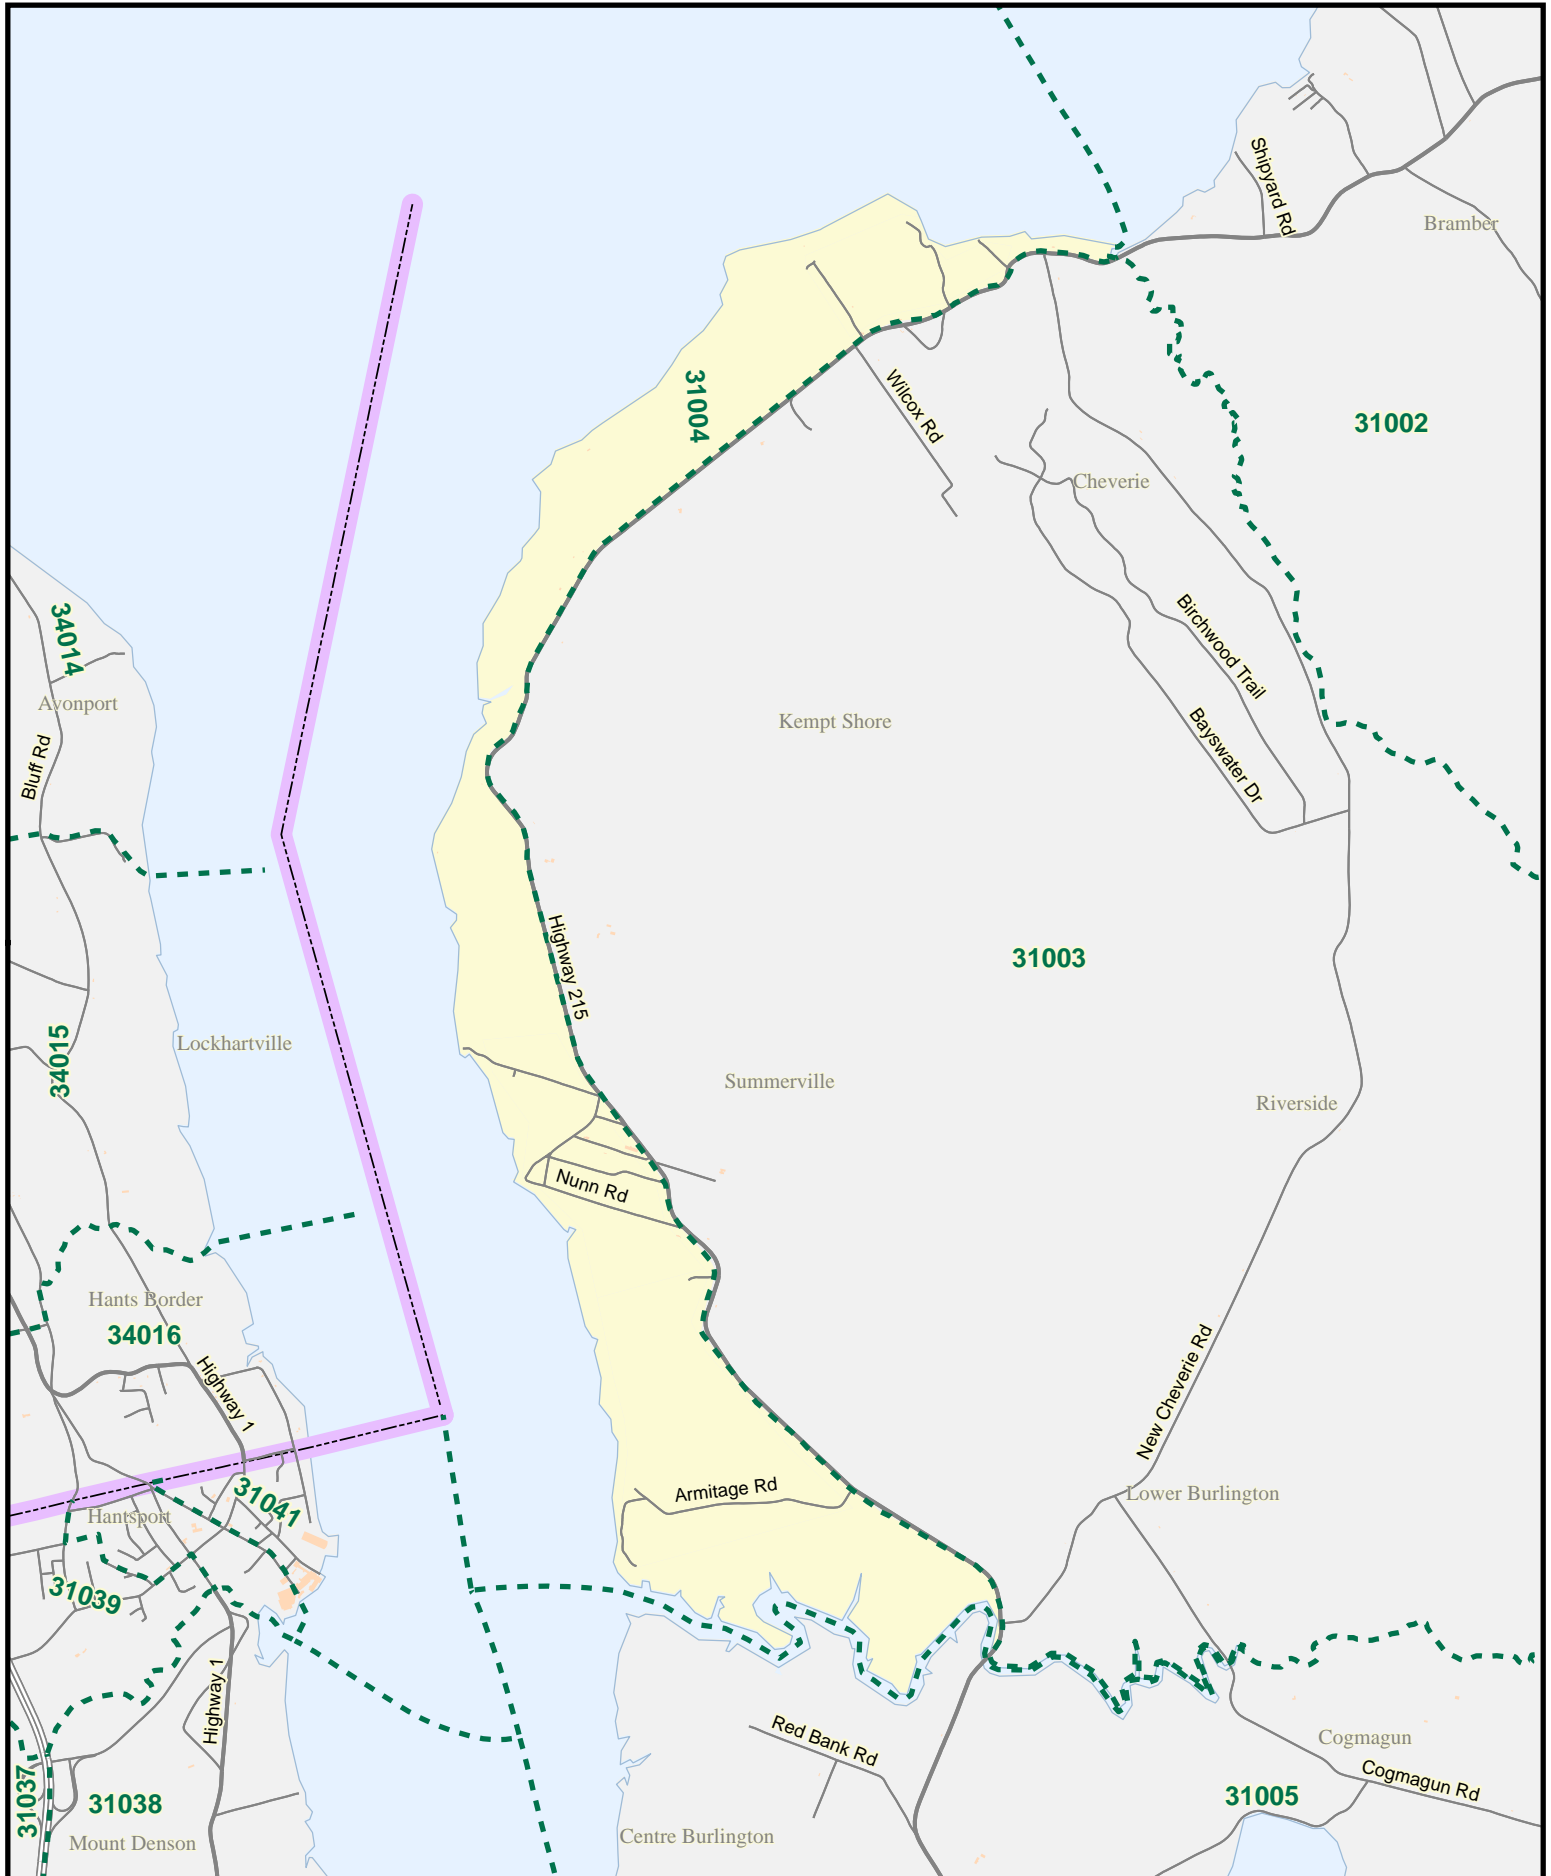 Shipyard Rd
Bramber
31004
Wilcox Rd
31002
Cheverie
34014
Birchwood Trail
Avonport
Kempt Shore
Bluff Rd
Bayswater Dr
Highway 215
31003
34015
Lockhartville
Summerville
Riverside
Nunn Rd
Hants Border
34016
Highway 1
New Cheverie Rd
Armitage Rd
Lower Burlington
31041
Hantsport
31039
Highway 1
Red Bank Rd
Cogmagun
Cogmagun Rd
31037
31038
31005
Mount Denson
Centre Burlington